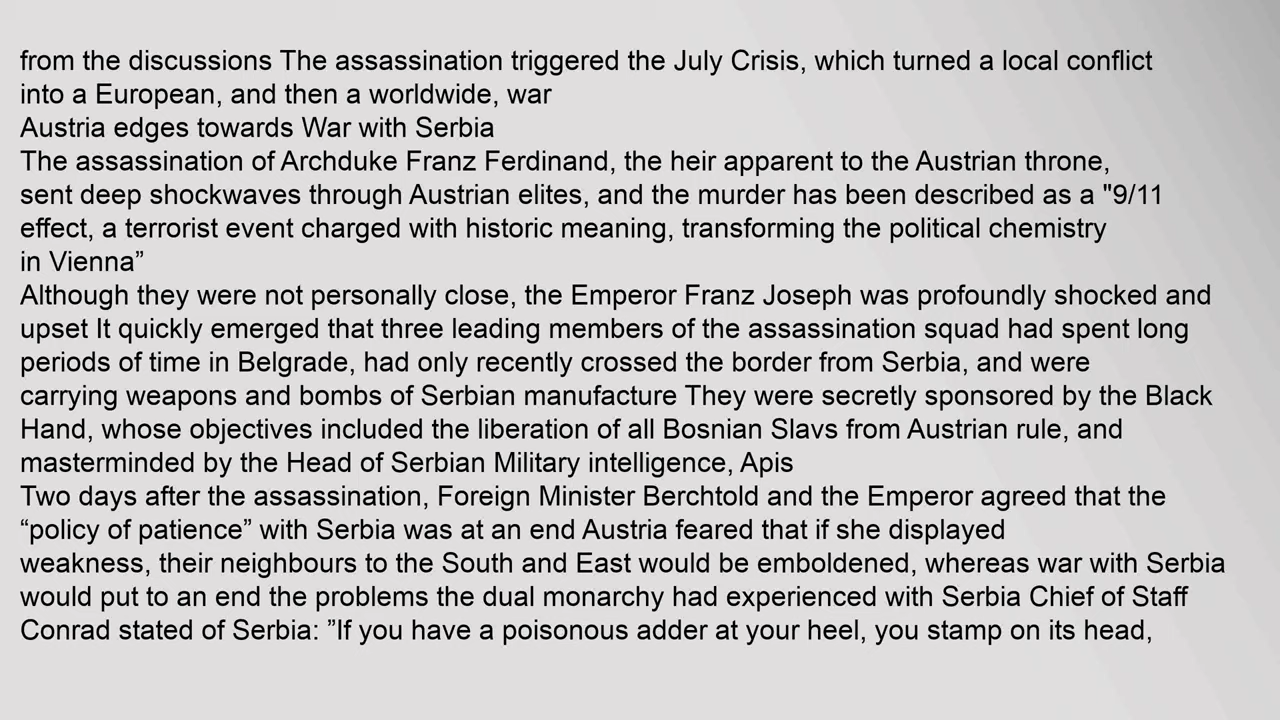 from the discussions The assassination triggered the July Crisis, which turned a local conflict
into a European, and then a worldwide, war
Austria edges towards War with Serbia
The assassination of Archduke Franz Ferdinand, the heir apparent to the Austrian throne,
sent deep shockwaves through Austrian elites, and the murder has been described as a "9/11
effect, a terrorist event charged with historic meaning, transforming the political chemistry
in Vienna”
Although they were not personally close, the Emperor Franz Joseph was profoundly shocked and
upset It quickly emerged that three leading members of the assassination squad had spent long
periods of time in Belgrade, had only recently crossed the border from Serbia, and were
carrying weapons and bombs of Serbian manufacture They were secretly sponsored by the Black
Hand, whose objectives included the liberation of all Bosnian Slavs from Austrian rule, and
masterminded by the Head of Serbian Military intelligence, Apis
Two days after the assassination, Foreign Minister Berchtold and the Emperor agreed that the
“policy of patience” with Serbia was at an end Austria feared that if she displayed
weakness, their neighbours to the South and East would be emboldened, whereas war with Serbia
would put to an end the problems the dual monarchy had experienced with Serbia Chief of Staff
Conrad stated of Serbia: ”If you have a poisonous adder at your heel, you stamp on its head,